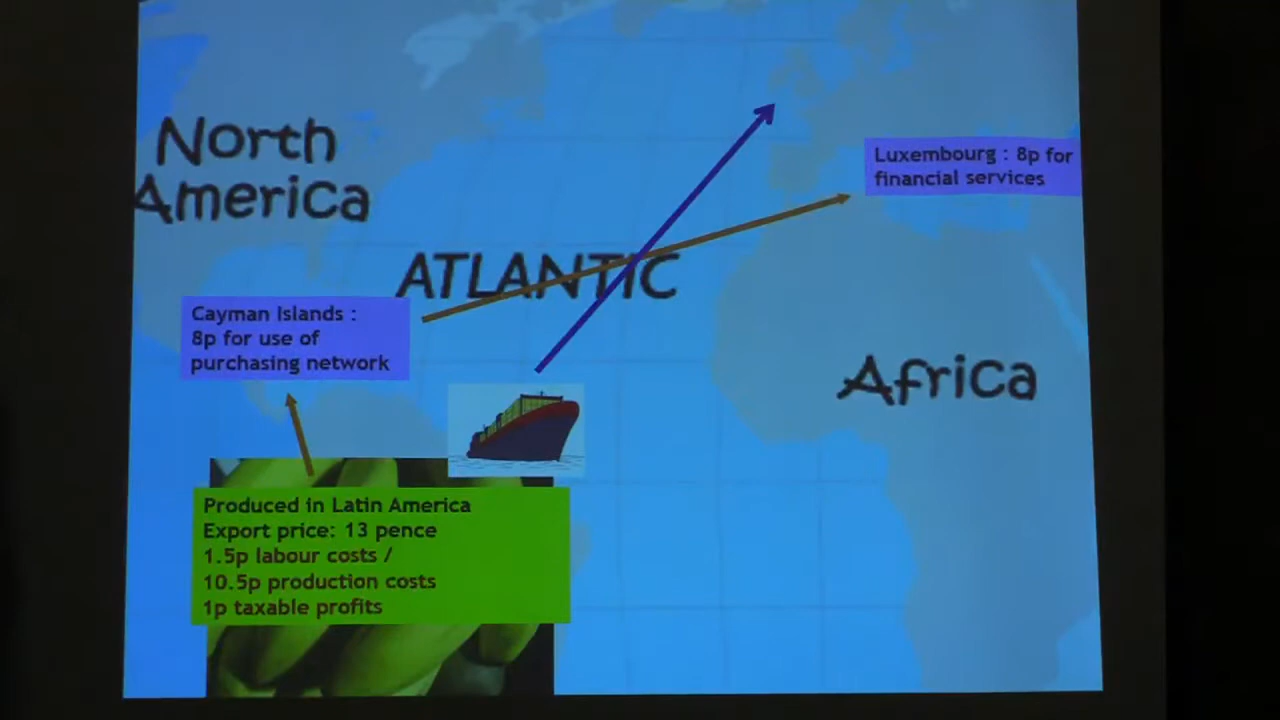 North
America
Luxembourg : 8p for
financial services
ATLANTIC
Cayman Islands :
8p for use of
purchasing network
Africa
Produced in Latin America
Export price: 13 pence
1.5p labour costs /
10.5p production costs
1p taxable profits